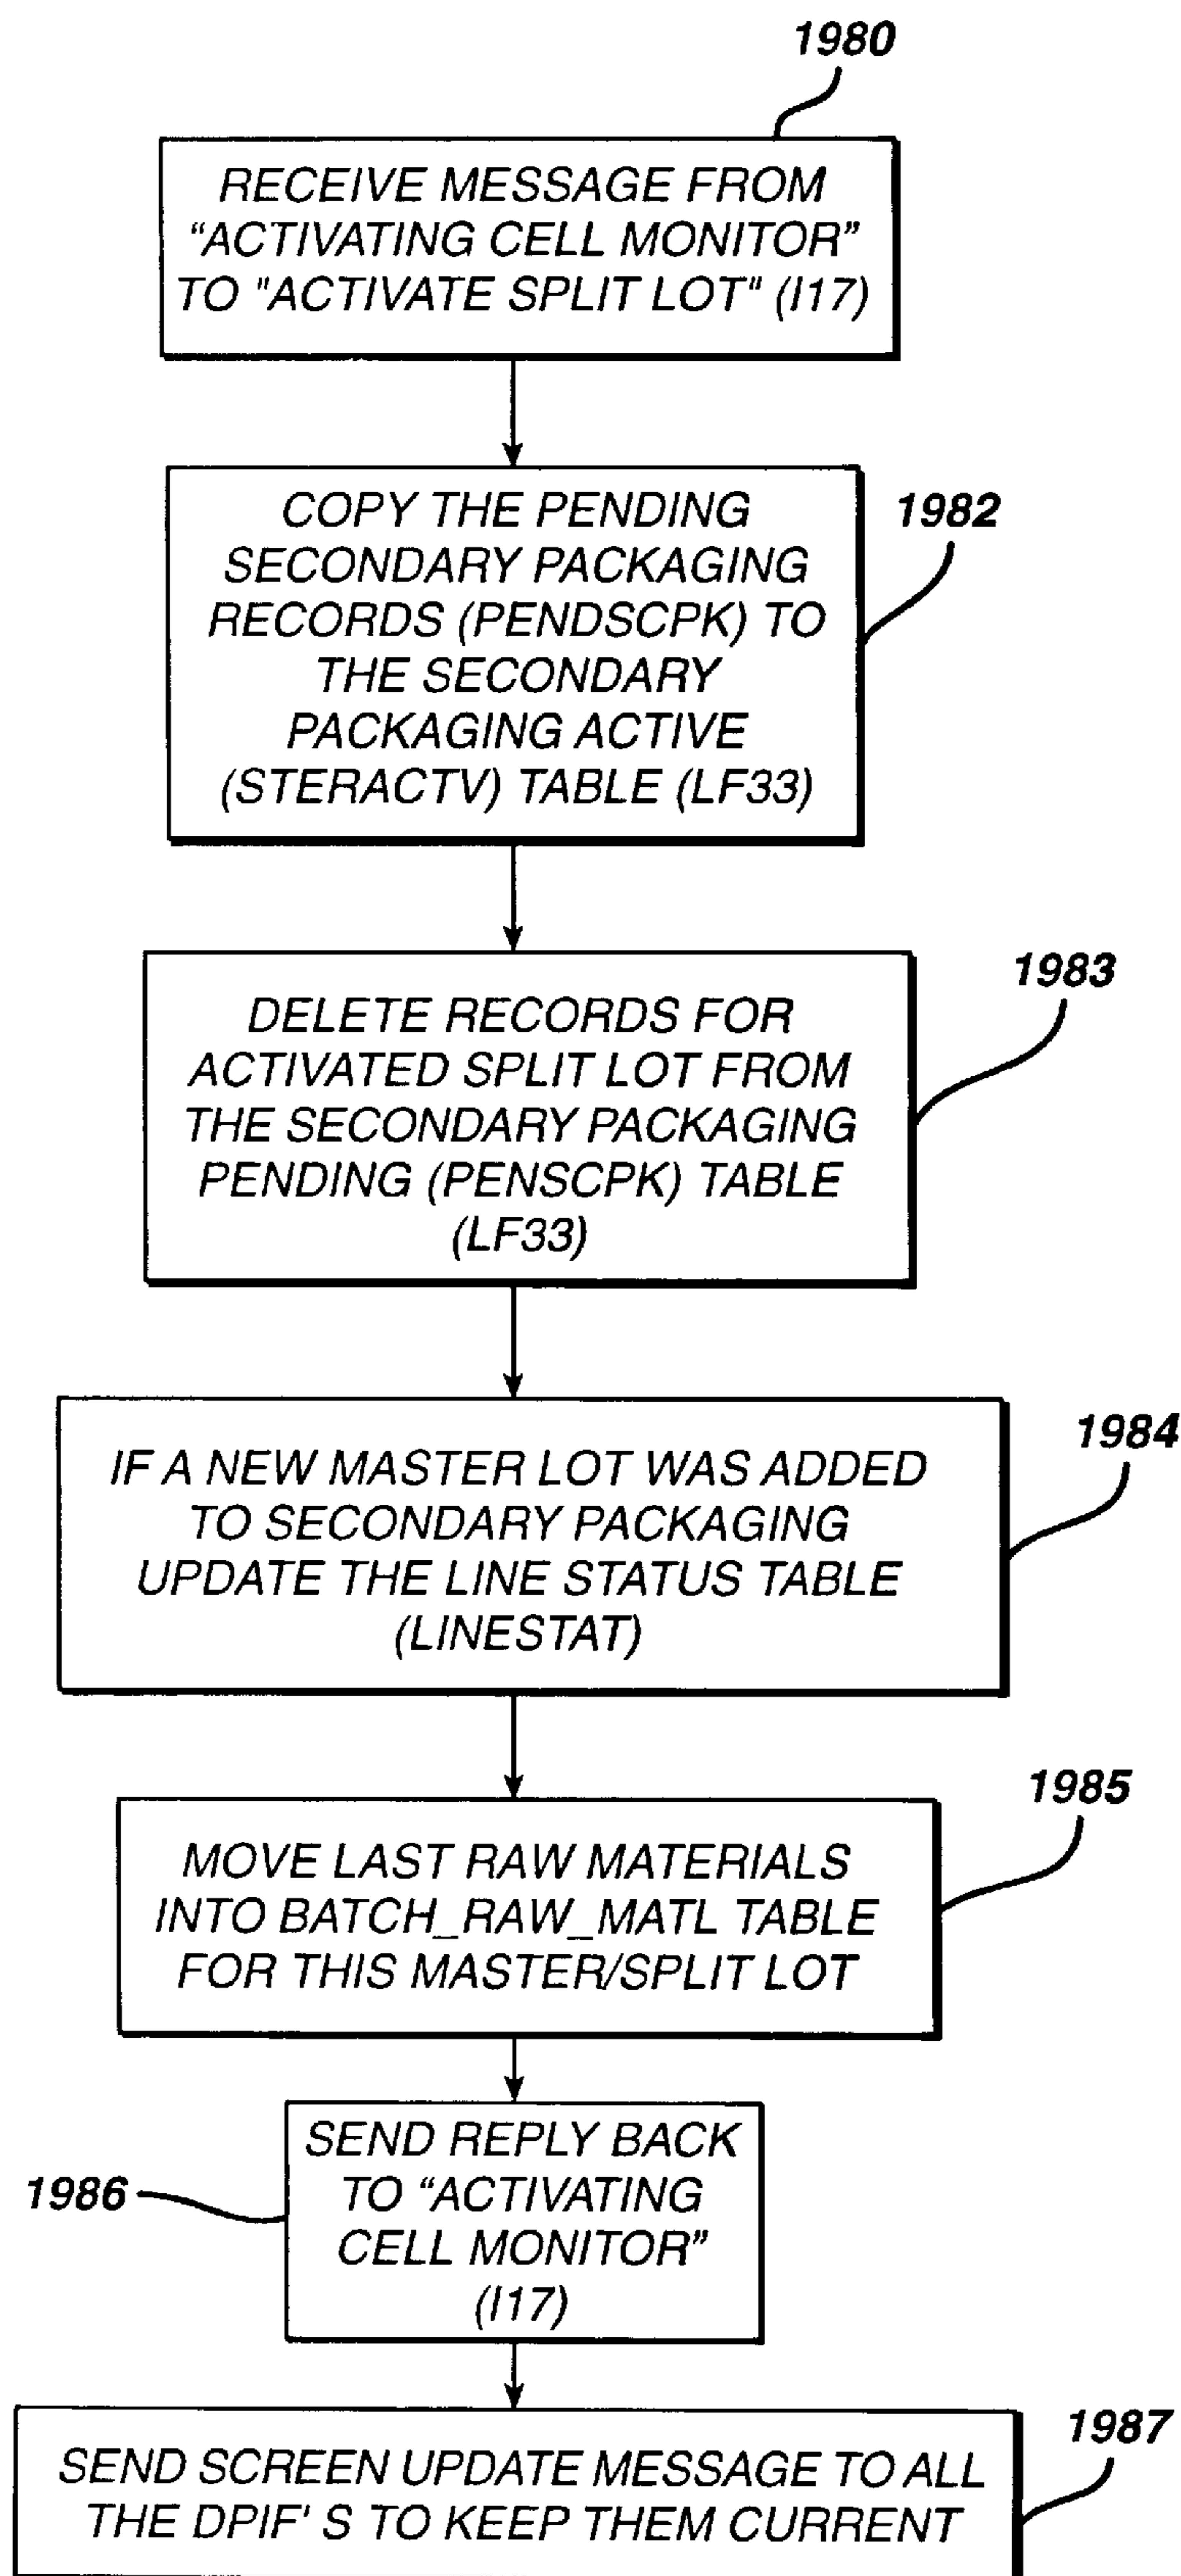 1980
RECEIVE MESSAGE FROM
“ACTIVATING CELL MONITOR”
TO "ACTIVATE SPLIT LOT" (I17)
COPY THE PENDING
SECONDARY PACKAGING
RECORDS (PENDSCPK) TO
THE SECONDARY
PACKAGING ACTIVE
(STERACTV) TABLE (LF33)
1982
DELETE RECORDS FOR
ACTIVATED SPLIT LOT FROM
THE SECONDARY PACKAGING
PENDING (PENSCPK) TABLE
(LF33)
1983
IF A NEW MASTER LOT WAS ADDED
TO SECONDARY PACKAGING
UPDATE THE LINE STATUS TABLE
(LINESTAT)
1984
MOVE LAST RAW MATERIALS
INTO BATCH_RAW_MATL TABLE
FOR THIS MASTER/SPLIT LOT
1985
SEND REPLY BACK
TO “ACTIVATING
CELL MONITOR”
(I17)
1986
SEND SCREEN UPDATE MESSAGE TO ALL
THE DPIF' S TO KEEP THEM CURRENT
1987